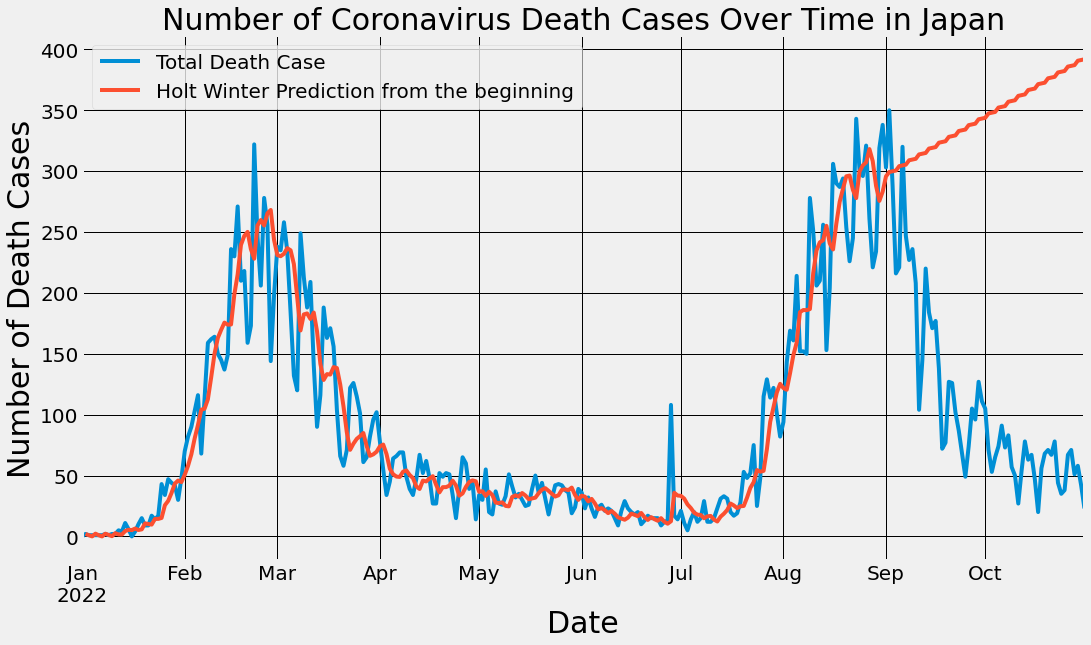 Number of Coronavirus Death Cases Over Time in Japan
Total Death Case
Holt Winter Prediction from the beginning
Number of Death Cases
400
350
300
250
200
150
100
50
0
Jan Feb Mar Apr May Jun Jul Aug Sep Oct
2022
Date